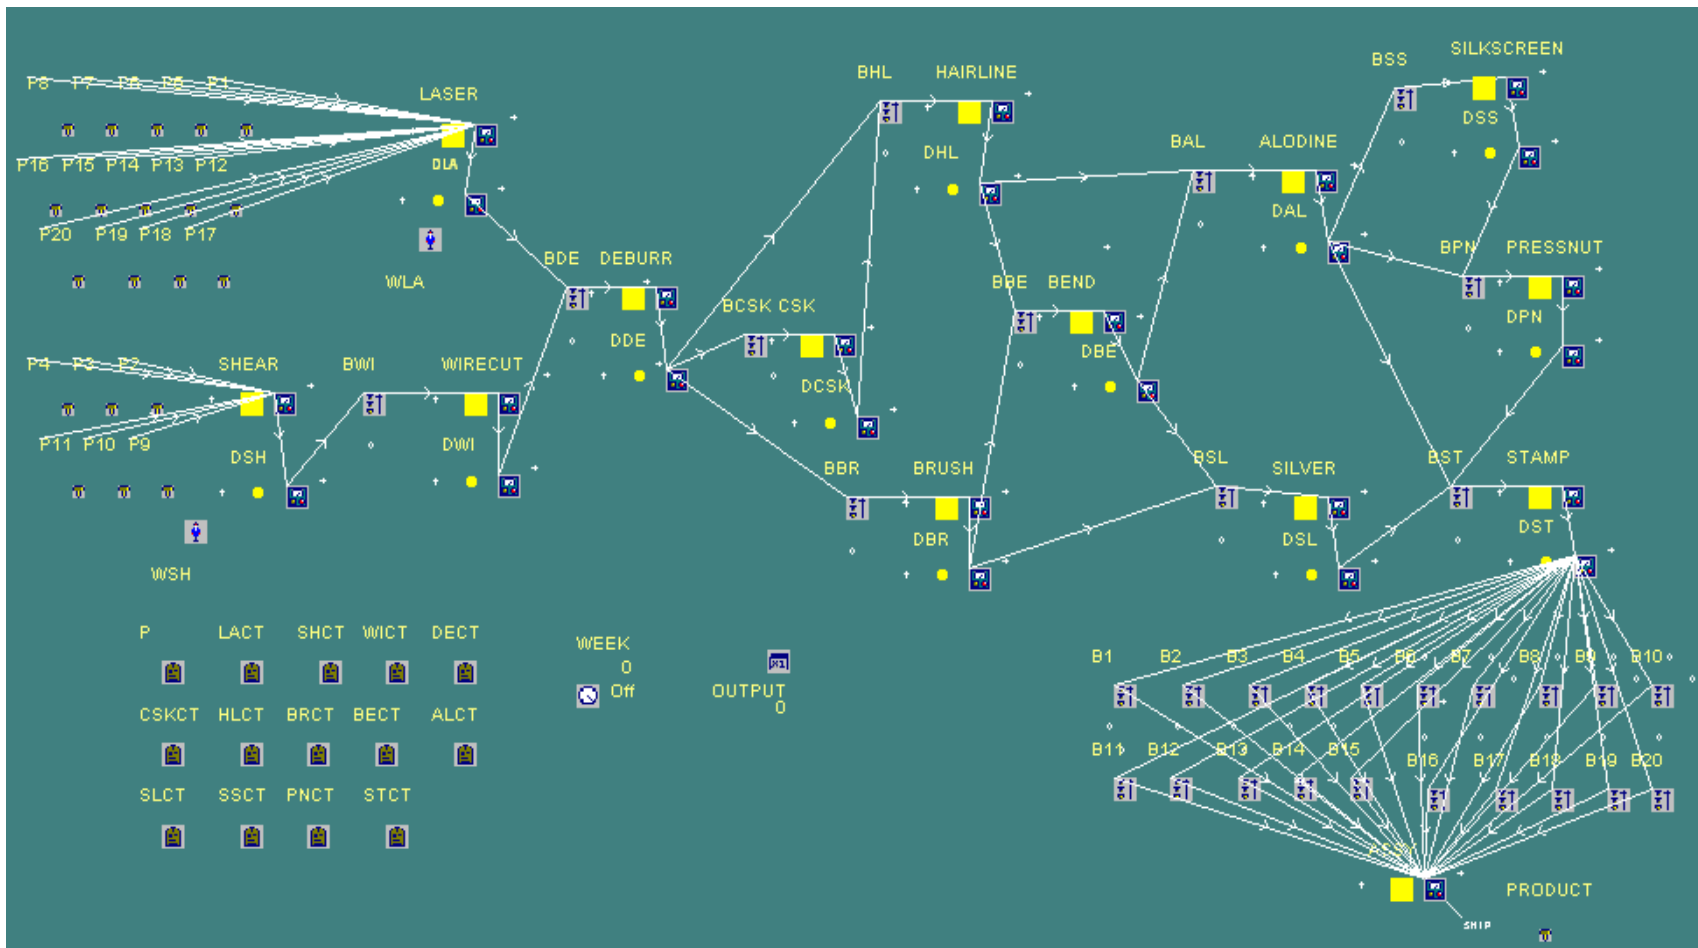 SILKSCREEN
BSS
BHL HAIRLINE
P8 P7 P6 P5 P1
LASER
DSS
BAL ALODINE
DHL
P16 P15 P14 P13 P12
DLA
DAL
P20 P19 P18 P17
BPN PRESSNUT
BDE DEBURR
WLA
BBE BEND
BCSK CSK
DPN
DDE
DBE
P4 P3 P2
SHEAR
BWI
WIRECUT
DCSK
P11 P10 P9
DWI
DSH
BSL
BST STAMP
BBR BRUSH
SILVER
DST
DBR
DSL
WSH
P LACT SHCT WICT DECT
WEEK
0
Off
OUTPUT
0
B1 B2 B3 B4 B5 B6 B7 B8 B9 B10
CSKCT HLCT BRCT BECT ALCT
B11 B12 B13 B14 B15
B16 B17 B18 B19 B20
SLCT SSCT PNCT STCT
ASSY
PRODUCT
SHIP